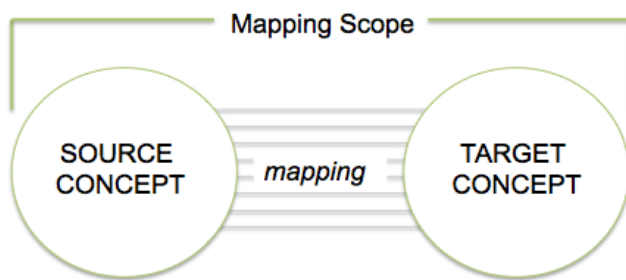 Mapping Scope
SOURCE
CONCEPT
mapping
TARGET
CONCEPT